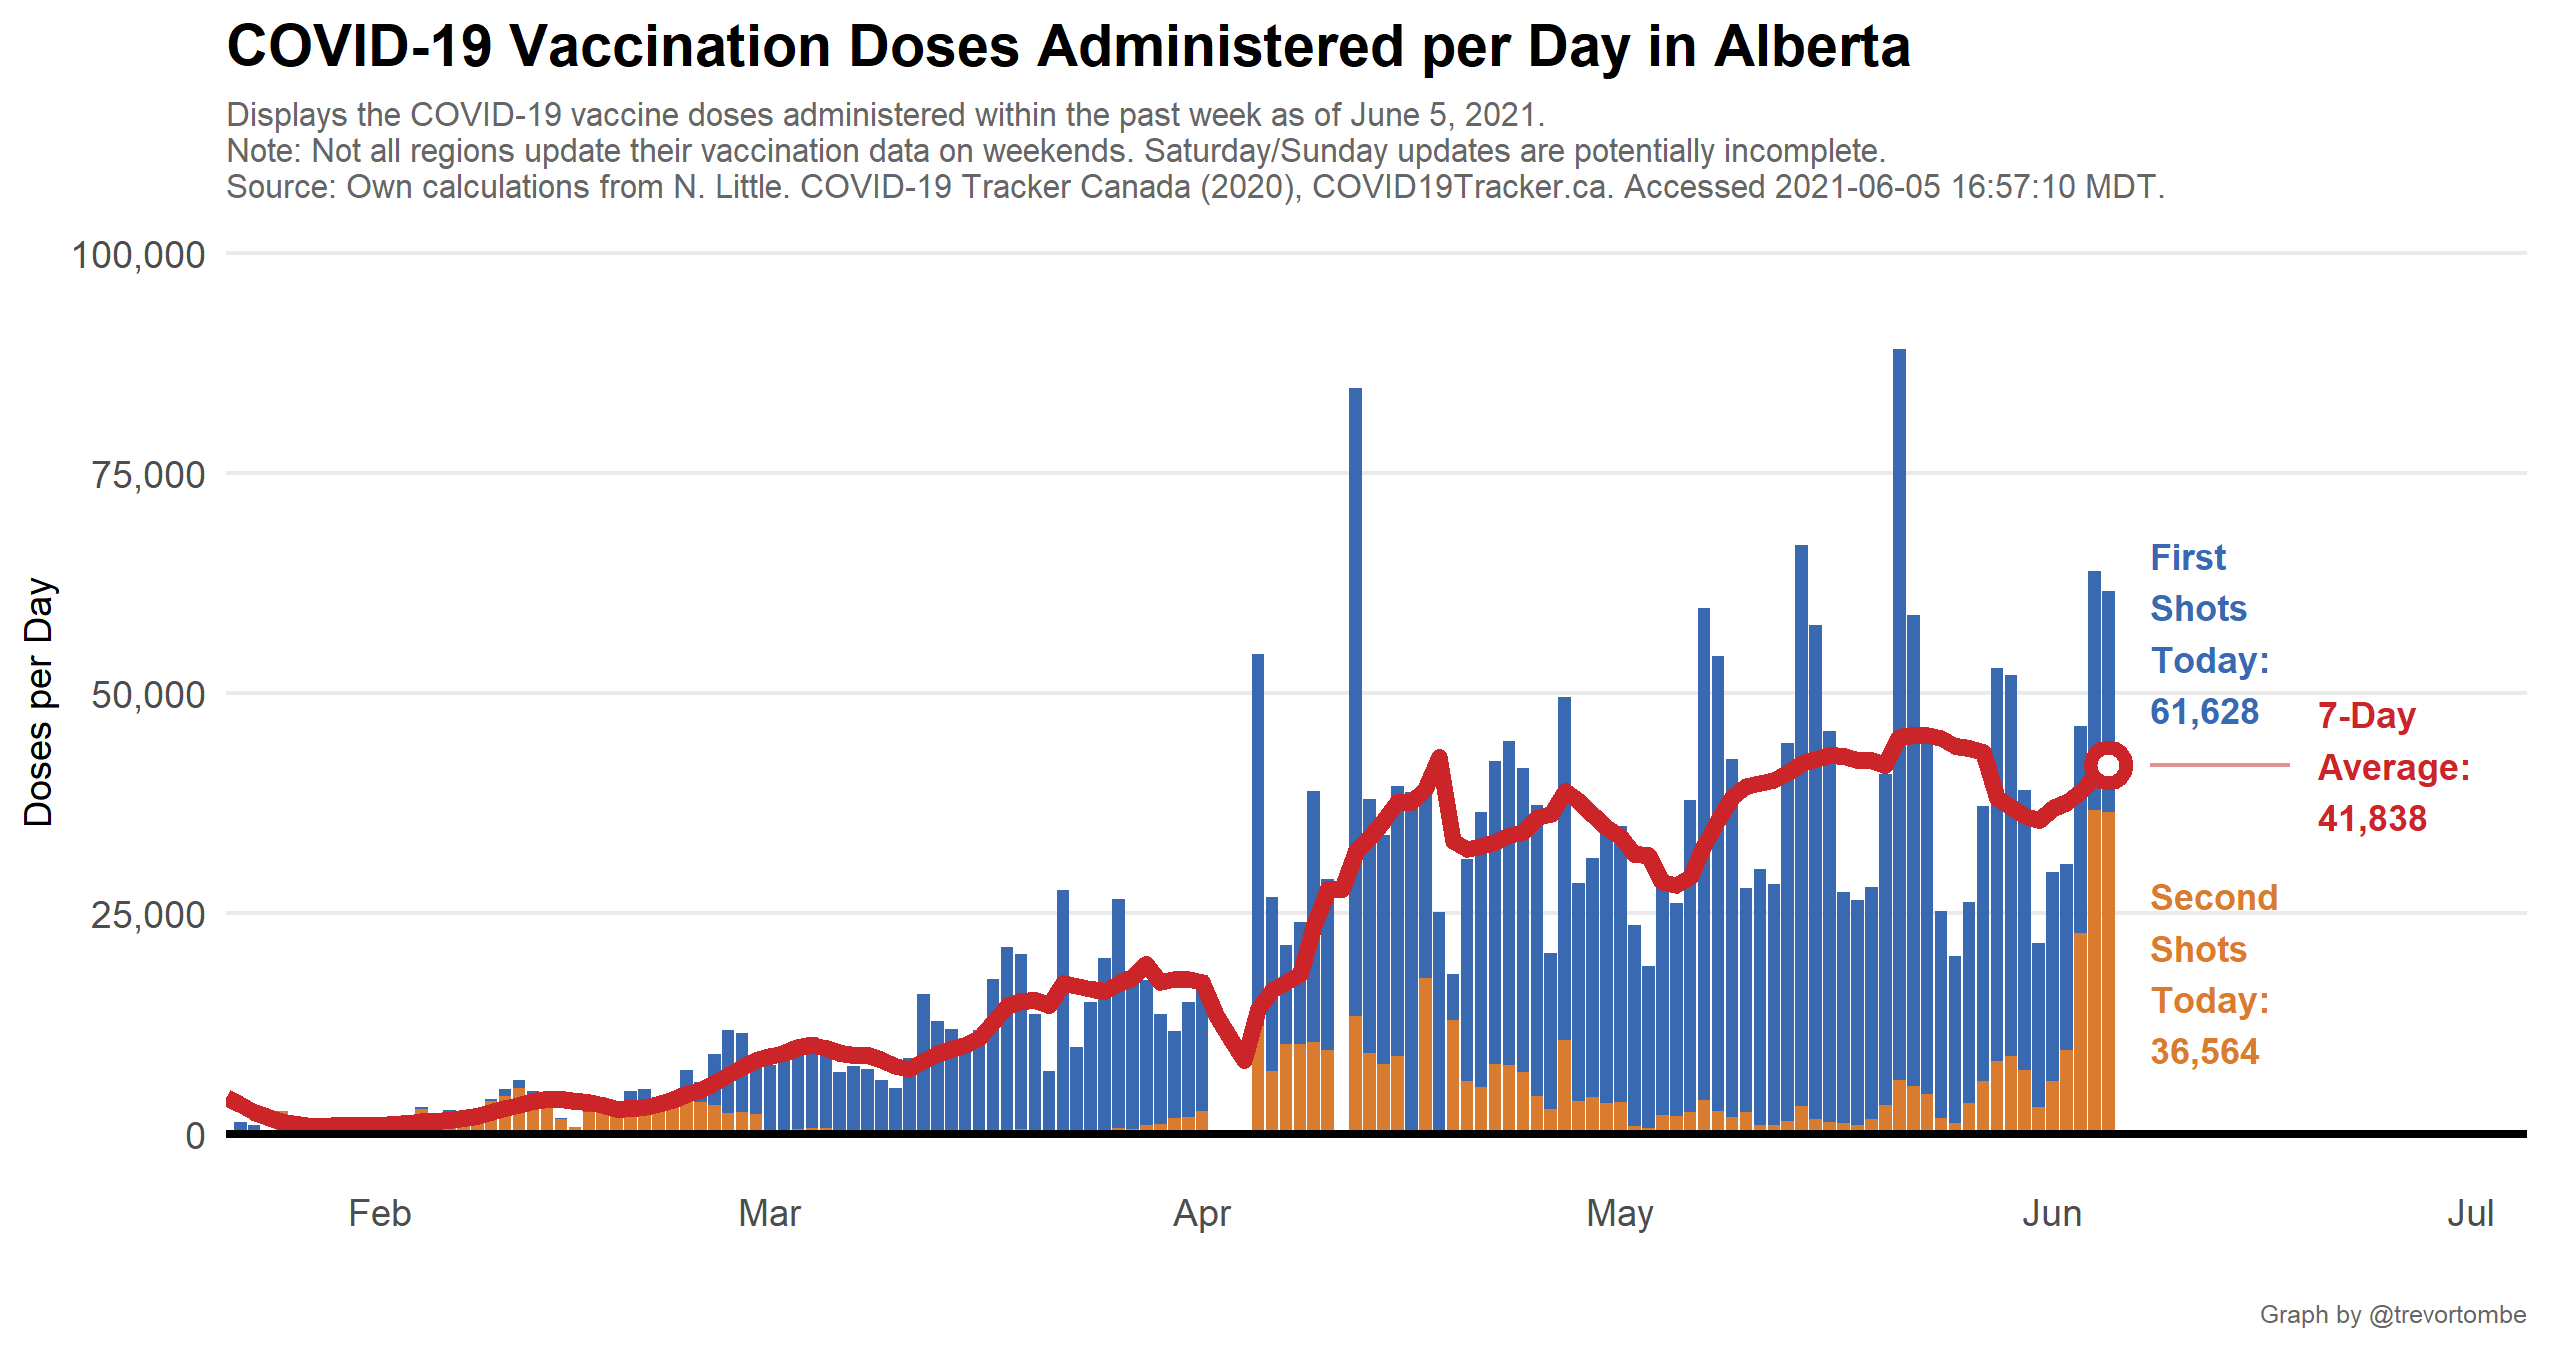 COVID-19 Vaccination Doses Administered per Day in Alberta
Displays the COVID-19 vaccine doses administered within the past week as of June 5, 2021.
Note: Not all regions update their vaccination data on weekends. Saturday/Sunday updates are potentially incomplete.
Source: Own calculations from N. Little. COVID-19 Tracker Canada (2020), COVID19Tracker.ca. Accessed 2021-06-05 16:57:10 MDT.
Doses per Day
100,000
75,000
50,000
25,000
0
First
Shots
Today:
61,628
7-Day
Average:
41,838
Second
Shots
Today:
36,564
Feb
Mar
Apr
May
Jun
Jul
Graph by @trevortombe